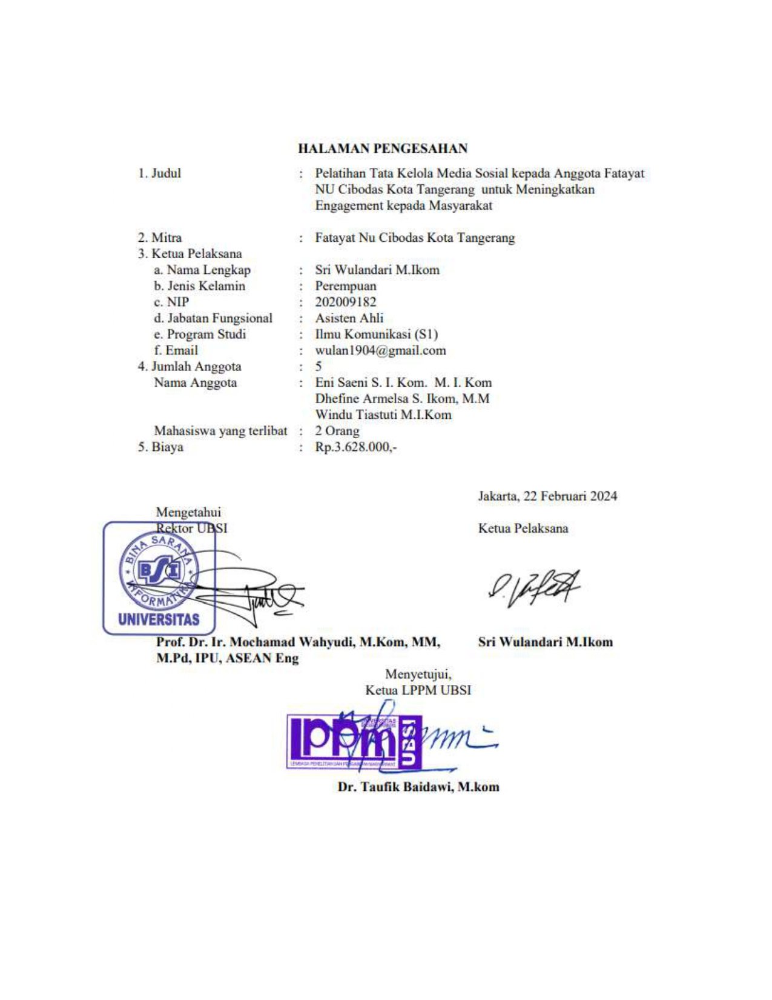 HALAMAN PENGESAHAN
1. Judul : Pelatihan Tata Kelola Media Sosial kepada Anggota Fatayat
NU Cibodas Kota Tangerang untuk Meningkatkan
Engagement kepada Masyarakat
2. Mitra : Fatayat Nu Cibodas Kota Tangerang
3. Ketua Pelaksana
a. Nama Lengkap : Sri Wulandari M.Ikom
b. Jenis Kelamin : Perempuan
c. NIP : 202009182
d. Jabatan Fungsional : Asisten Ahli
e. Program Studi : Ilmu Komunikasi (S1)
f. Email : wulan1904@gmail.com
4. Jumlah Anggota : 5
Nama Anggota : Eni Saeni S. I. Kom. M. I. Kom
Dhefine Armelsa S. Ikom, M.M
Windu Tiastuti M.I.Kom
Mahasiswa yang terlibat : 2 Orang
5. Biaya : Rp.3.628.000,-
Jakarta, 22 Februari 2024
Mengetahui
Rektor UBSI Ketua Pelaksana
BINA SARANA
BSI
INFORMATIKA
UNIVERSITAS
Prof. Dr. Ir. Mochamad Wahyudi, M.Kom, MM, Sri Wulandari M.Ikom
M.Pd, IPU, ASEAN Eng
Menyetujui,
Ketua LPPM UBSI
lppm UBSI
Dr. Taufik Baidawi, M.kom